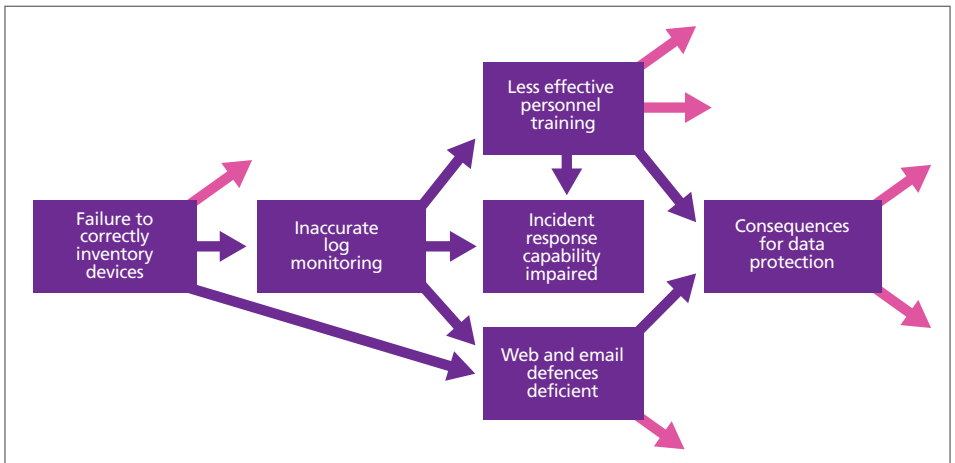 Less effective
personnel
training
Failure to
correctly
inventory
devices
Inaccurate
log
monitoring
Incident
response
capability
impaired
Consequences
for data
protection
Web and email
defences
deficient